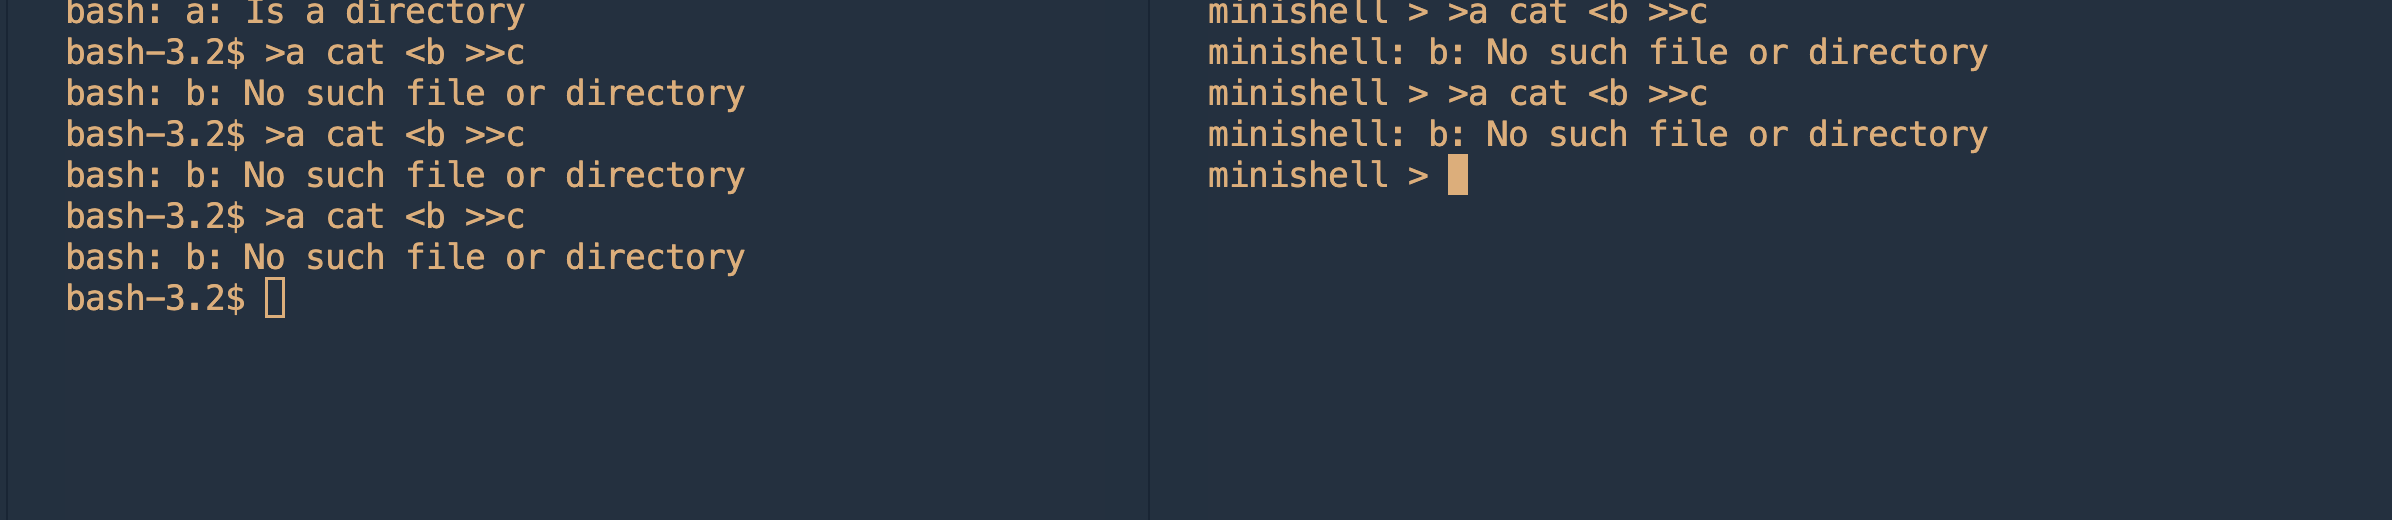 bash: a: Is a directory
bash-3.2$ >a cat <b >>c
bash: b: No such file or directory
bash-3.2$ >a cat <b >>c
bash: b: No such file or directory
bash-3.2$ >a cat <b >>c
bash: b: No such file or directory
bash-3.2$
minishell > >a cat <b >>c
minishell: b: No such file or directory
minishell > >a cat <b >>c
minishell: b: No such file or directory
minishell >